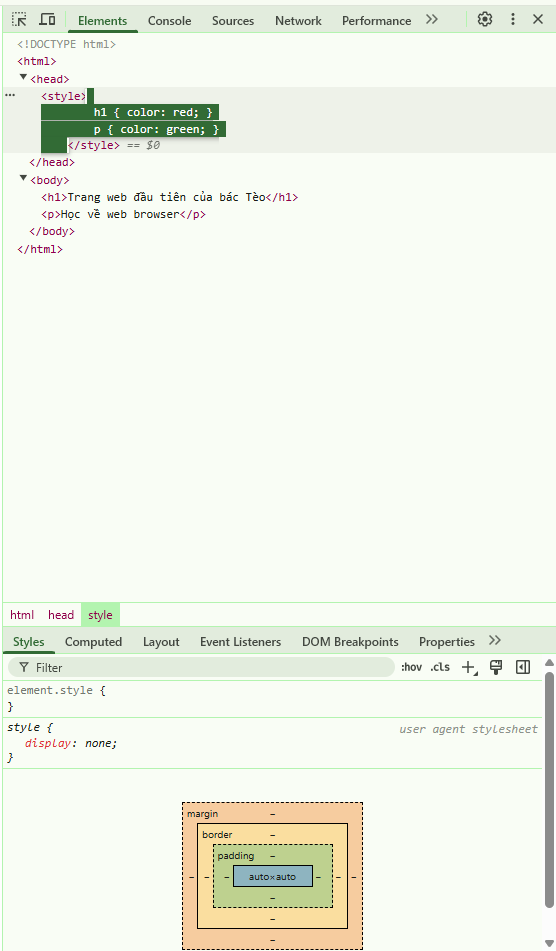 Elements Console Sources Network Performance
<!DOCTYPE html>
<html>
<head>
<style>
h1 { color: red; }
p { color: green; }
</style> == $0
</head>
<body>
<h1>Trang web đầu tiên của bác Tèo</h1>
<p>Học về web browser</p>
</body>
</html>
html head style
Styles Computed Layout Event Listeners DOM Breakpoints Properties
Filter :hov .cls
element.style {
}
style { user agent stylesheet
display: none;
}
margin –
border –
padding –
– – – auto×auto – – –
–
–
–